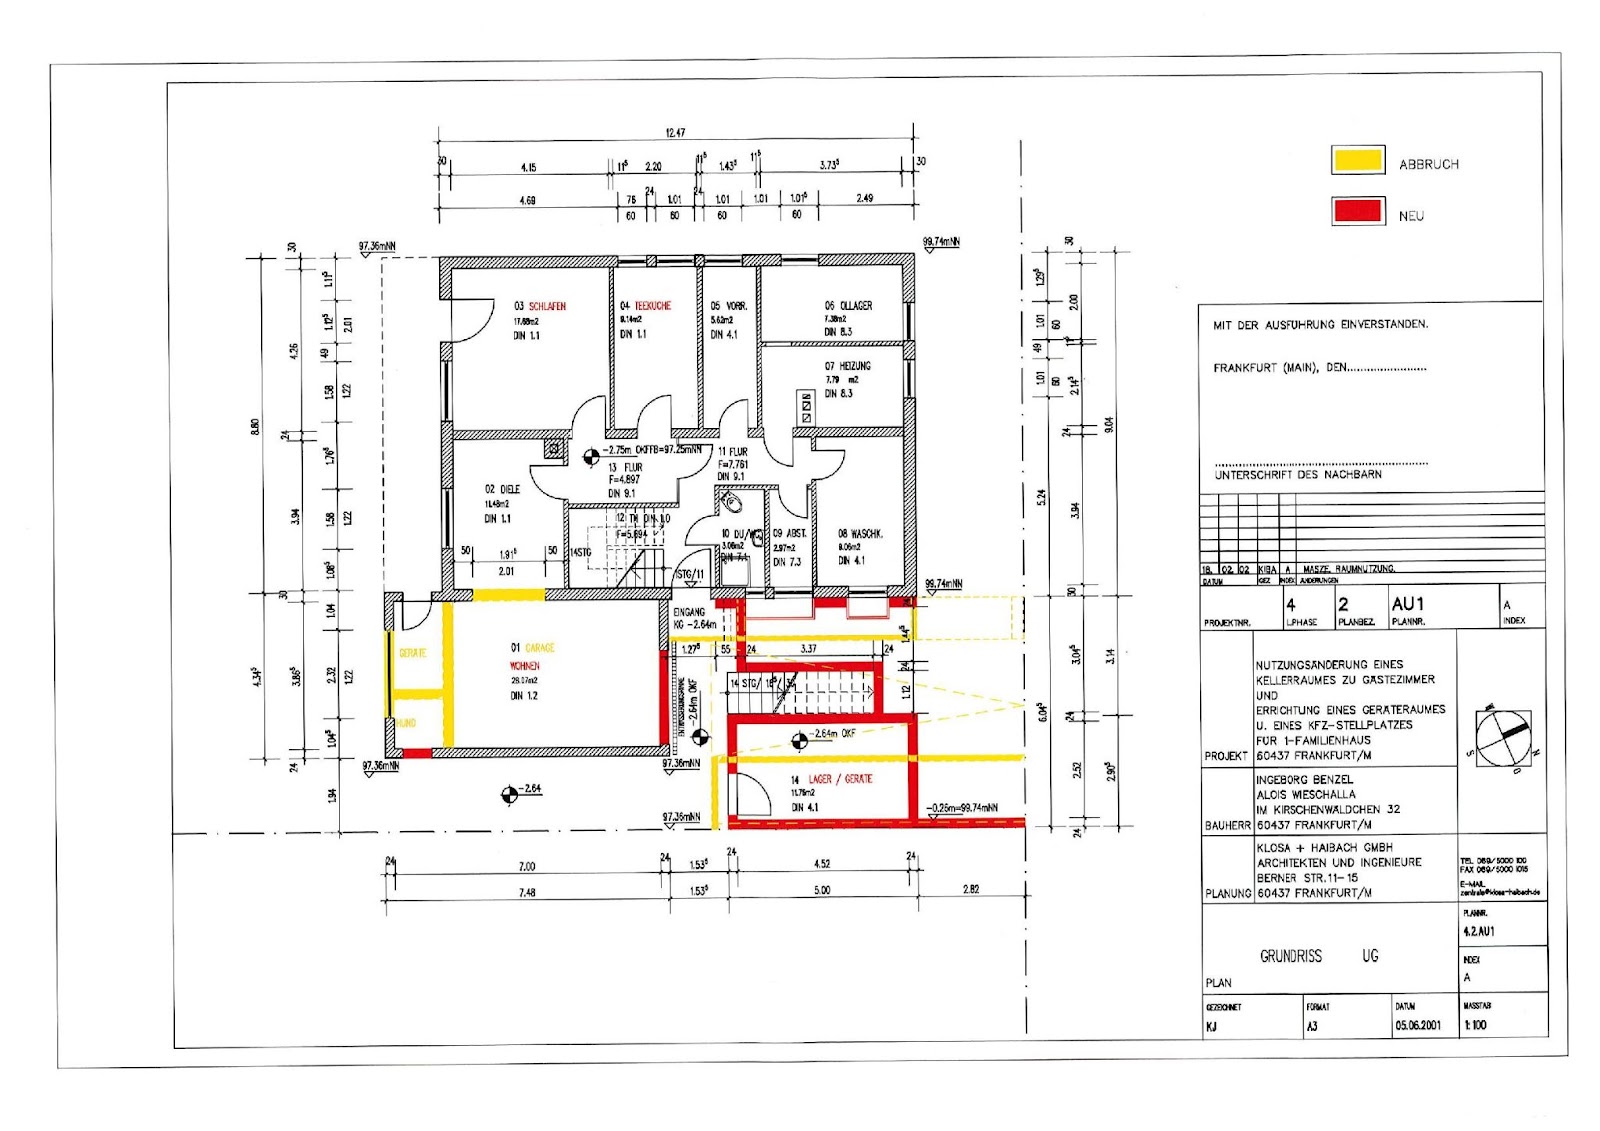 12.47
30 4.15 11⁵ 2.20 11⁵ 1.43⁵ 11⁵ 3.73⁵ 30
4.69 76 24 1.01 24 1.01 1.01 1.01⁵ 2.49
60 60 60 60
ABBRUCH
NEU
97.36mNN
99.74mNN
03 SCHLAFEN
17.68m2
DIN 1.1
04 TEEKUCHE
9.14m2
DIN 1.1
05 VORR.
5.62m2
DIN 4.1
06 OLLAGER
7.38m2
DIN 8.3
07 HEIZUNG
7.79 m2
DIN 8.3
-2.75m OKFFB=97.25mNN
13 FLUR
F=4.897
DIN 9.1
11 FLUR
F=7.761
DIN 9.1
02 DIELE
11.48m2
DIN 1.1
50 1.91⁵ 50
2.01
14STG
1STG/11
10 DU/WC
3.06m2
DIN 7.1
09 ABST.
2.97m2
DIN 7.3
08 WASCHK.
9.06m2
DIN 4.1
30
1.11⁵
1.12⁵
2.01
49
4.26
1.58
1.22
8.80
24
1.76⁵
3.94
1.58
1.22
1.08⁵
30
1.04
4.34⁵
3.86⁵
2.32
1.22
1.04⁵
24
1.94
30
1.29⁵
2.00
1.01
60
49
1.01
60
2.14⁵
24
9.04
5.24
3.94
30
3.04⁵
3.14
6.04⁵
24
2.52
2.90⁵
24
99.74mNN
EINGANG
KG -2.64m
GERÄTE
HUND
01 GARAGE
WOHNEN
28.07m2
DIN 1.2
1.27⁵ 55 24 3.37 24
1.44⁵
24
1.12
ENTWÄSSERUNGSRINNE
-2.64m OKF
-2.64m OKF
14 LAGER / GERÄTE
11.76m2
DIN 4.1
-0.26m=99.74mNN
97.36mNN
97.36mNN
-2.64
97.36mNN
24 7.00 24 1.53⁵ 24 4.52 24
7.48 1.53⁵ 5.00 2.82
MIT DER AUSFÜHRUNG EINVERSTANDEN.
FRANKFURT (MAIN), DEN........................
UNTERSCHRIFT DES NACHBARN
18. 02. 02 KIBA A MASZE, RAUMNUTZUNG.
DATUM GEZ INDEX ÄNDERUNGEN
4 2 AU1 A
PROJEKTNR. LPHASE PLANBEZ. PLANNR. INDEX
NUTZUNGSÄNDERUNG EINES
KELLERRAUMES ZU GÄSTEZIMMER
UND
ERRICHTUNG EINES GERÄTERAUMES
U. EINES KFZ-STELLPLATZES
FÜR 1-FAMILIENHAUS
PROJEKT 60437 FRANKFURT/M
N
O
S
W
INGEBORG BENZEL
ALOIS WIESCHALLA
IM KIRSCHENWÄLDCHEN 32
BAUHERR 60437 FRANKFURT/M
KLOSA + HAIBACH GMBH
ARCHITEKTEN UND INGENIEURE
BERNER STR.11-15
PLANUNG 60437 FRANKFURT/M
TEL 069/5000 100
FAX 069/5000 1015
E-MAIL
zentrale@klosa-haibach.de
PLANNR.
4.2.AU1
INDEX
A
GRUNDRISS UG
PLAN
GEZEICHNET FORMAT DATUM MASSTAB
KJ A3 05.06.2001 1:100